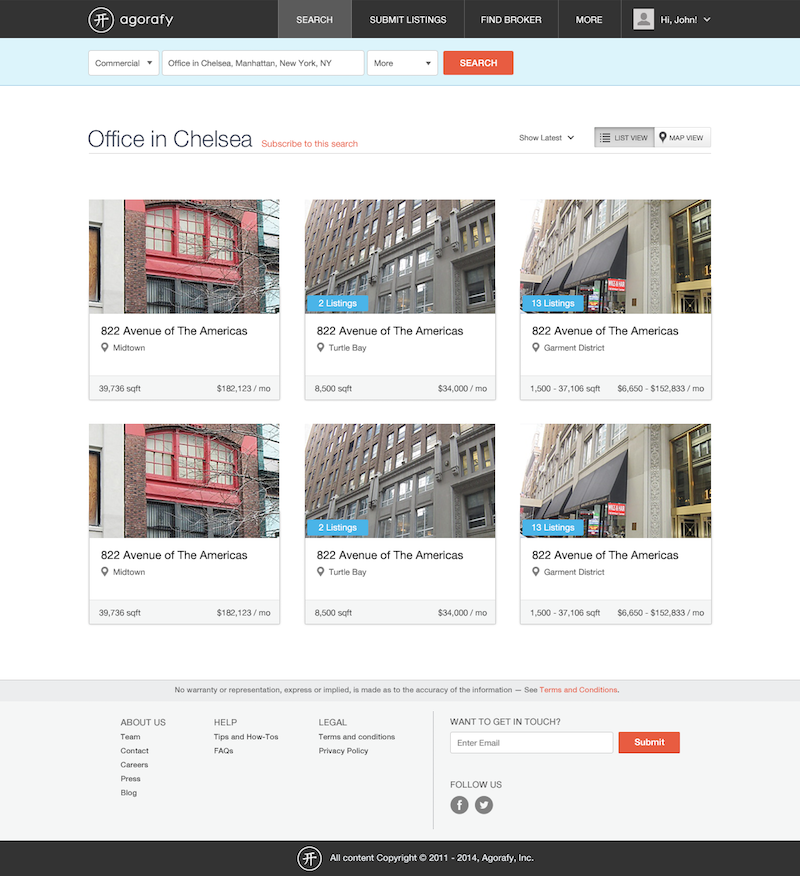 agorafy
SEARCH
SUBMIT LISTINGS
FIND BROKER
MORE
Hi, John!
Commercial
Office in Chelsea, Manhattan, New York, NY
More
SEARCH
Office in Chelsea
Subscribe to this search
Show Latest
LIST VIEW
MAP VIEW
822 Avenue of The Americas
Midtown
39,736 sqft
$182,123 / mo
2 Listings
822 Avenue of The Americas
Turtle Bay
8,500 sqft
$34,000 / mo
13 Listings
822 Avenue of The Americas
Garment District
1,500 - 37,106 sqft
$6,650 - $152,833 / mo
822 Avenue of The Americas
Midtown
39,736 sqft
$182,123 / mo
2 Listings
822 Avenue of The Americas
Turtle Bay
8,500 sqft
$34,000 / mo
13 Listings
822 Avenue of The Americas
Garment District
1,500 - 37,106 sqft
$6,650 - $152,833 / mo
No warranty or representation, express or implied, is made as to the accuracy of the information — See Terms and Conditions.
ABOUT US
Team
Contact
Careers
Press
Blog
HELP
Tips and How-Tos
FAQs
LEGAL
Terms and conditions
Privacy Policy
WANT TO GET IN TOUCH?
Enter Email
Submit
FOLLOW US
All content Copyright © 2011 - 2014, Agorafy, Inc.